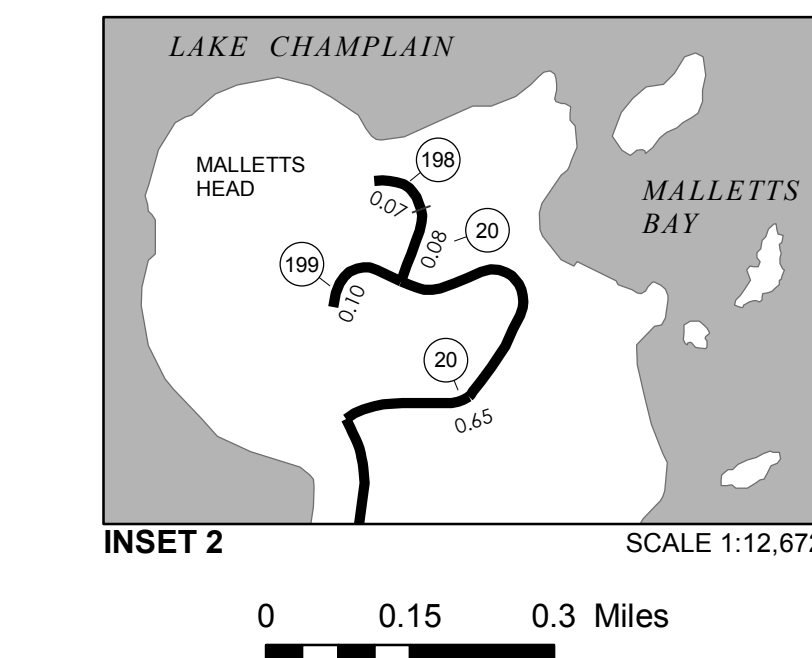 LAKE CHAMPLAIN
MALLETTS
HEAD
198
MALLETTS
BAY
0.07
20
0.08
199
0.10
20
0.65
INSET 2
SCALE 1:12,672
0 0.15 0.3 Miles